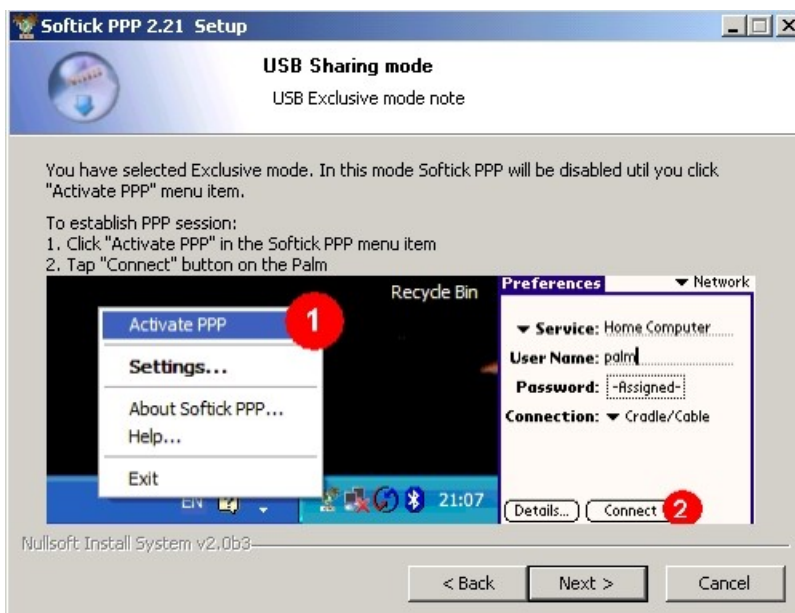 Softick PPP 2.21 Setup
USB Sharing mode
USB Exclusive mode note
You have selected Exclusive mode. In this mode Softick PPP will be disabled util you click
"Activate PPP" menu item.
To establish PPP session:
1. Click "Activate PPP" in the Softick PPP menu item
2. Tap "Connect" button on the Palm
Recycle Bin
Activate PPP
1
Settings...
About Softick PPP...
Help...
Exit
EN
21:07
Preferences
Network
Service: Home Computer
User Name: palm
Password: -Assigned-
Connection: Cradle/Cable
Details...
Connect
2
Nullsoft Install System v2.0b3
< Back
Next >
Cancel